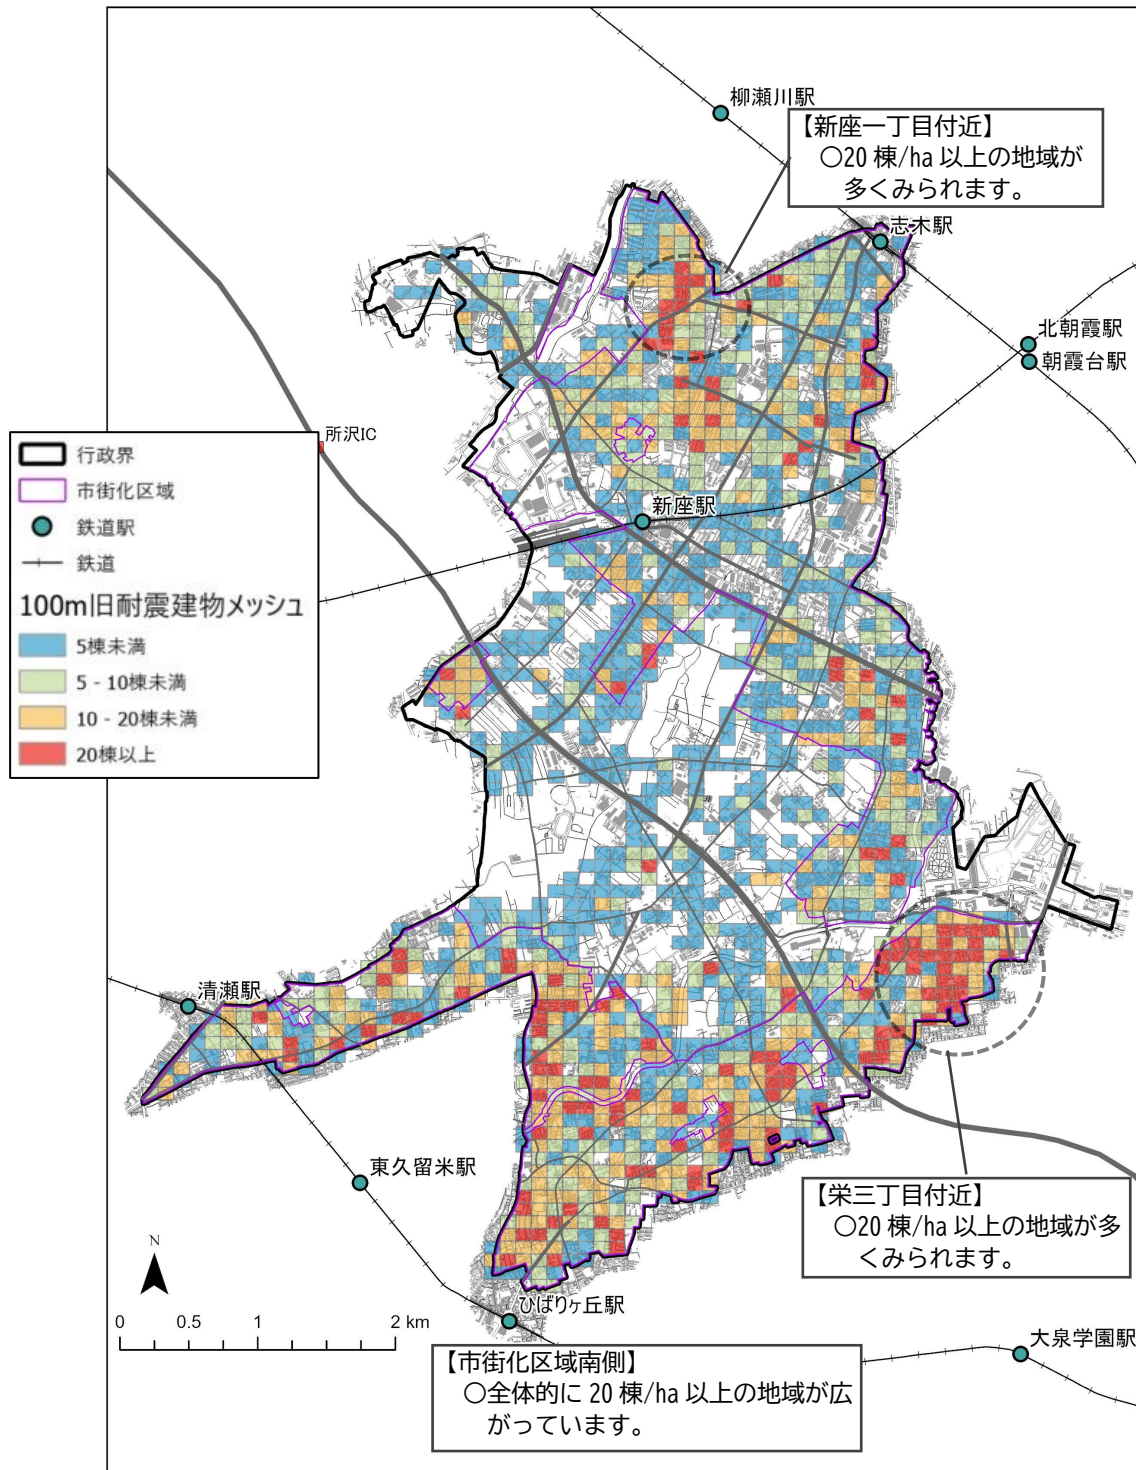 柳瀬川駅
【新座一丁目付近】
○20 棟/ha 以上の地域が
多くみられます。
志木駅
北朝霞駅
朝霞台駅
所沢IC
行政界
市街化区域
鉄道駅
鉄道
100m旧耐震建物メッシュ
5棟未満
5 - 10棟未満
10 - 20棟未満
20棟以上
新座駅
清瀬駅
東久留米駅
【栄三丁目付近】
○20 棟/ha 以上の地域が多
くみられます。
N
0 0.5 1 2 km
ひばりヶ丘駅
大泉学園駅
【市街化区域南側】
○全体的に 20 棟/ha 以上の地域が広
がっています。